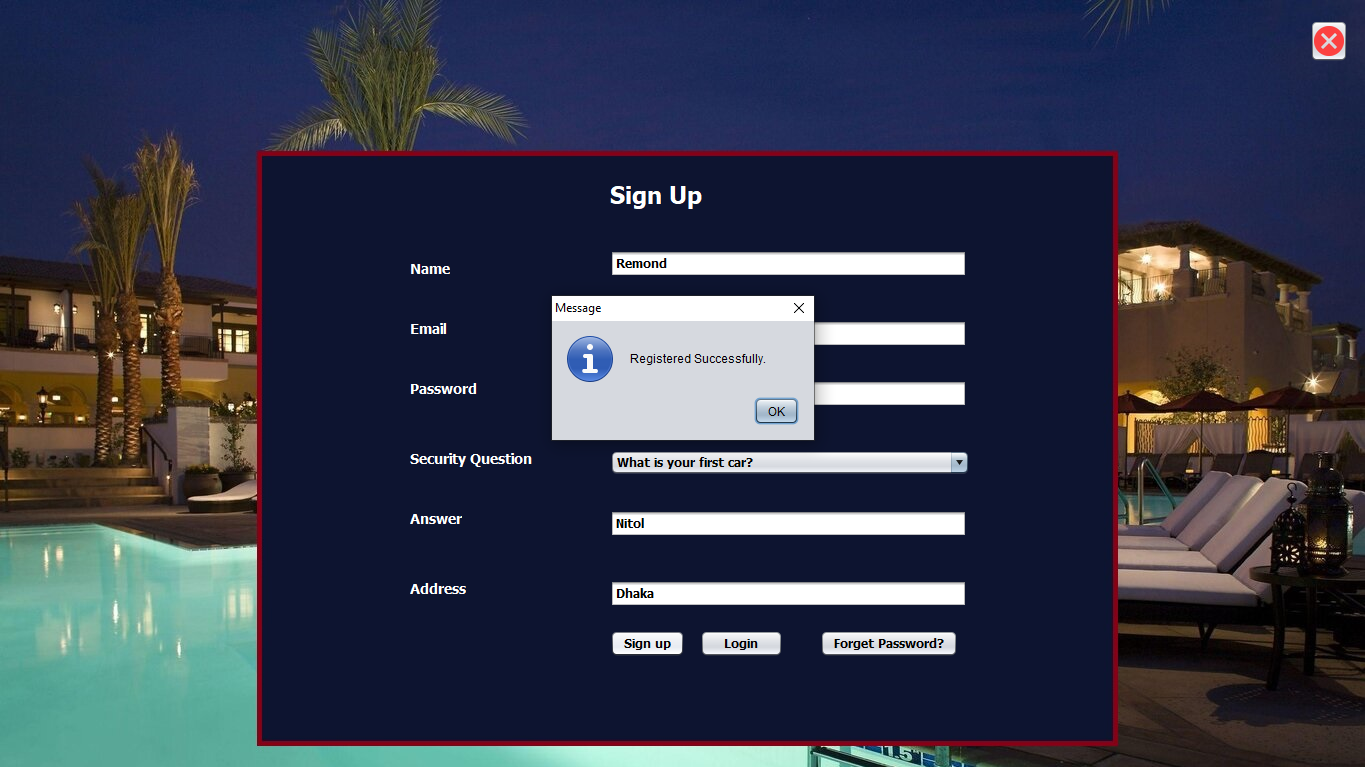 Sign Up
Name Remond
Message
Email
Registered Successfully.
Password
OK
Security Question What is your first car?
Answer Nitol
Address Dhaka
Sign up Login Forget Password?